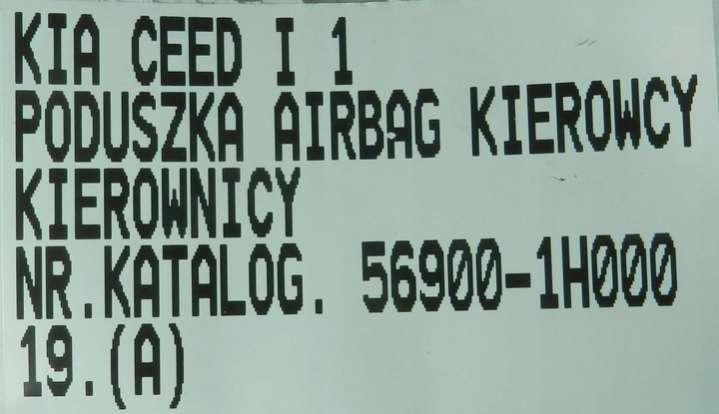 KIA CEED I 1
PODUSZKA AIRBAG KIEROWCY
KIEROWNICY
NR.KATALOG. 56900-1H000
19.(A)